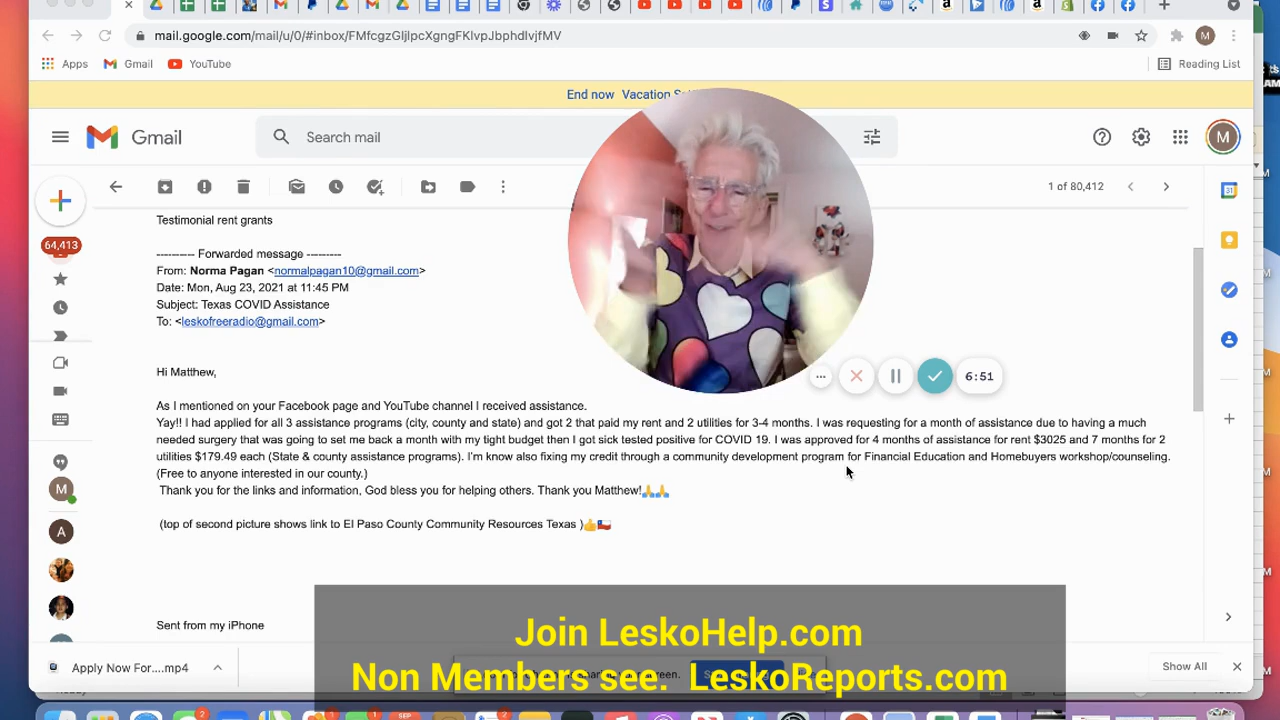 mail.google.com/mail/u/0/#inbox/FMfcgzGljlpcXgngFKlvpJbphdlvjfMV
M
Apps
Gmail
YouTube
Reading List
End now Vacation
Gmail
Search mail
M
1 of 80,412
31
64,413
Testimonial rent grants
---------- Forwarded message ----------
From: Norma Pagan <normalpagan10@gmail.com>
Date: Mon, Aug 23, 2021 at 11:45 PM
Subject: Texas COVID Assistance
To: <leskofreeradio@gmail.com>
6:51
Hi Matthew,
As I mentioned on your Facebook page and YouTube channel I received assistance.
Yay!! I had applied for all 3 assistance programs (city, county and state) and got 2 that paid my rent and 2 utilities for 3-4 months. I was requesting for a month of assistance due to having a much
needed surgery that was going to set me back a month with my tight budget then I got sick tested positive for COVID 19. I was approved for 4 months of assistance for rent $3025 and 7 months for 2
utilities $179.49 each (State & county assistance programs). I'm know also fixing my credit through a community development program for Financial Education and Homebuyers workshop/counseling.
(Free to anyone interested in our county.)
Thank you for the links and information, God bless you for helping others. Thank you Matthew!🙏🙏
M
(top of second picture shows link to El Paso County Community Resources Texas )👍🇨🇱
A
Sent from my iPhone
Join LeskoHelp.com
Non Members see. LeskoReports.com
Apply Now For....mp4
Show All
SEP